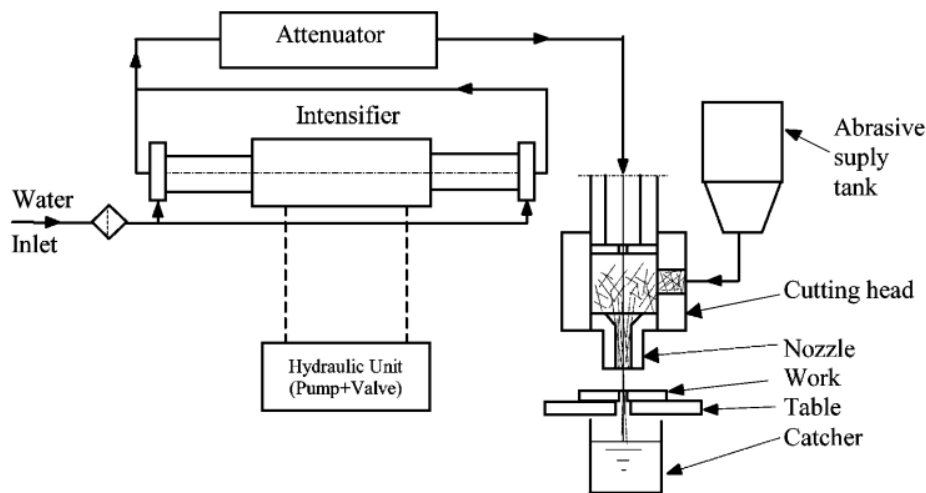 Attenuator
Intensifier
Abrasive
suply
tank
Water
Inlet
Cutting head
Hydraulic Unit
(Pump+Valve)
Nozzle
Work
Table
Catcher